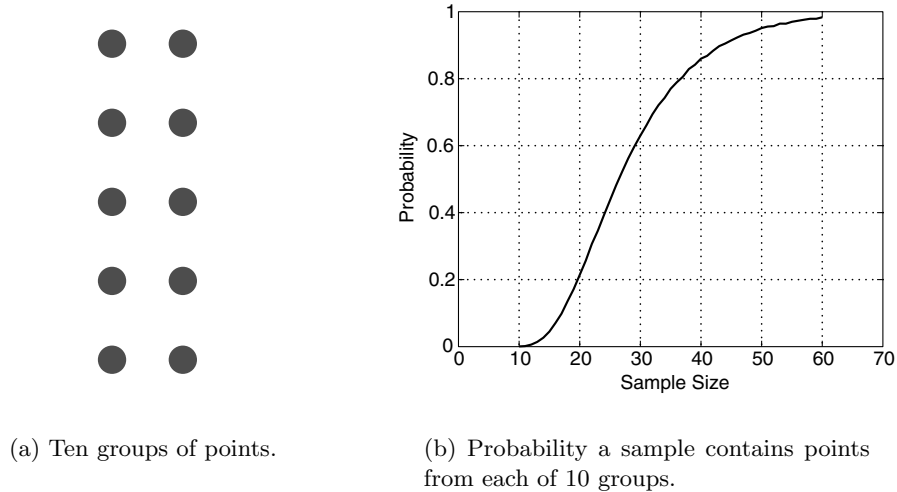 1
0.8
0.6
0.4
0.2
0
Probability
0 10 20 30 40 50 60 70
Sample Size
(a) Ten groups of points.
(b) Probability a sample contains points
from each of 10 groups.